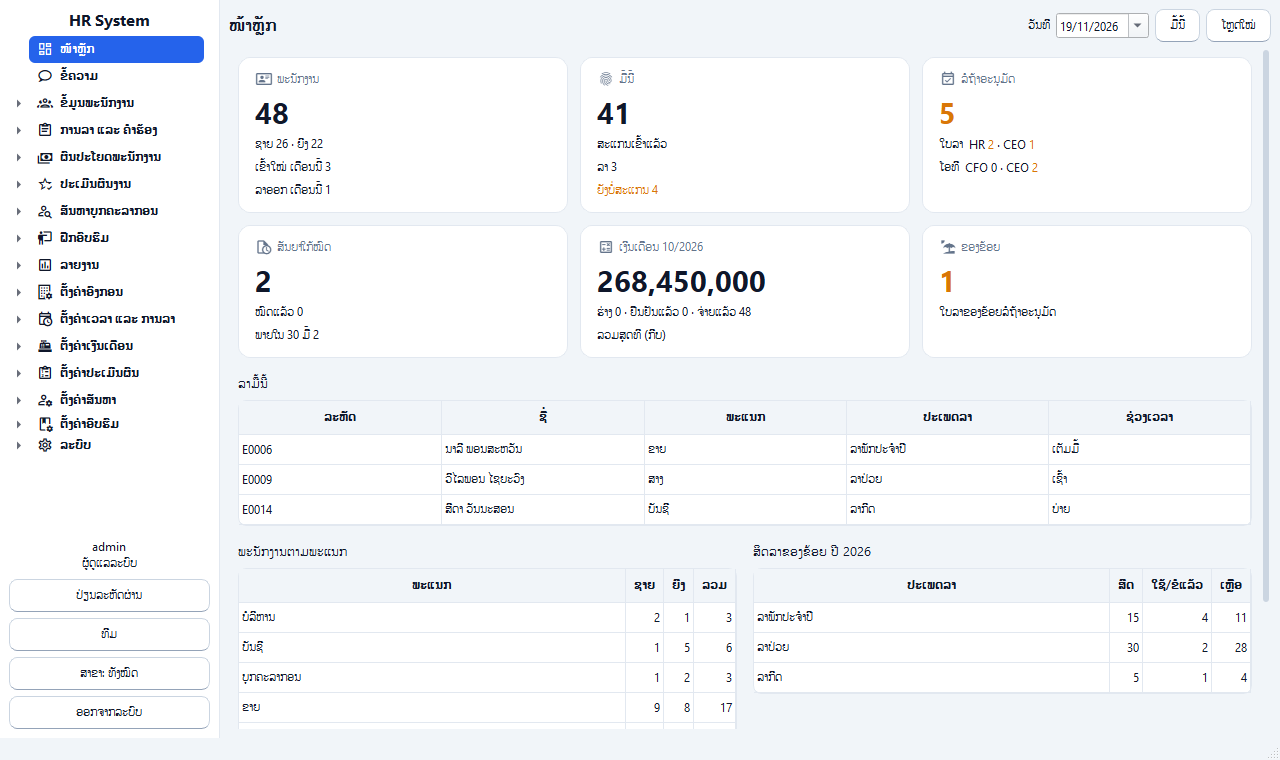 HR System
ໜ້າຫຼັກ
ຂໍ້ຄວາມ
ຂໍ້ມູນພະນັກງານ
ການລາ ແລະ ຄຳຮ້ອງ
ຜົນປະໂຍດພະນັກງານ
ປະເມີນຜົນງານ
ສັນຫາບຸກຄະລາກອນ
ຝຶກອົບຮົມ
ລາຍງານ
ຕັ້ງຄ່າອົງກອນ
ຕັ້ງຄ່າເວລາ ແລະ ການລາ
ຕັ້ງຄ່າເງິນເດືອນ
ຕັ້ງຄ່າປະເມີນຜົນ
ຕັ້ງຄ່າສັນຫາ
ຕັ້ງຄ່າອົບຮົມ
ລະບົບ
admin
ຜູ້ດູແລລະບົບ
ປ່ຽນລະຫັດຜ່ານ
ທີມ
ສາຂາ: ທັງໝົດ
ອອກຈາກລະບົບ
ໜ້າຫຼັກ
ວັນທີ 19/11/2026 ມື້ນີ້ ໂຫຼດໃໝ່
ພະນັກງານ
48
ຊາຍ 26 · ຍິງ 22
ເຂົ້າໃໝ່ ເດືອນນີ້ 3
ລາອອກ ເດືອນນີ້ 1
ມື້ນີ້
41
ສະແກນເຂົ້າແລ້ວ
ລາ 3
ຍັງບໍ່ສະແກນ 4
ລໍຖ້າອະນຸມັດ
5
ໃບລາ HR 2 · CEO 1
ໂອທີ CFO 0 · CEO 2
ສັນຍາໃກ້ໝົດ
2
ໝົດແລ້ວ 0
ພາຍໃນ 30 ມື້ 2
ເງິນເດືອນ 10/2026
268,450,000
ຮ່າງ 0 · ຢືນຢັນແລ້ວ 0 · ຈ່າຍແລ້ວ 48
ລວມສຸດທິ (ກີບ)
ຂອງຂ້ອຍ
1
ໃບລາຂອງຂ້ອຍລໍຖ້າອະນຸມັດ
ລາມື້ນີ້
ລະຫັດ ຊື່ ພະແນກ ປະເພດລາ ຊ່ວງເວລາ
E0006 ນາລີ ພອນສະຫວັນ ຂາຍ ລາພັກປະຈຳປີ ເຕັມມື້
E0009 ວິໄລພອນ ໄຊຍະວົງ ສາງ ລາປ່ວຍ ເຊົ້າ
E0014 ສີດາ ວັນນະສອນ ບັນຊີ ລາກິດ ບ່າຍ
ພະນັກງານຕາມພະແນກ
ພະແນກ ຊາຍ ຍິງ ລວມ
ບໍລິຫານ 2 1 3
ບັນຊີ 1 5 6
ບຸກຄະລາກອນ 1 2 3
ຂາຍ 9 8 17
ສິດລາຂອງຂ້ອຍ ປີ 2026
ປະເພດລາ ສິດ ໃຊ້/ຂໍແລ້ວ ເຫຼືອ
ລາພັກປະຈຳປີ 15 4 11
ລາປ່ວຍ 30 2 28
ລາກິດ 5 1 4